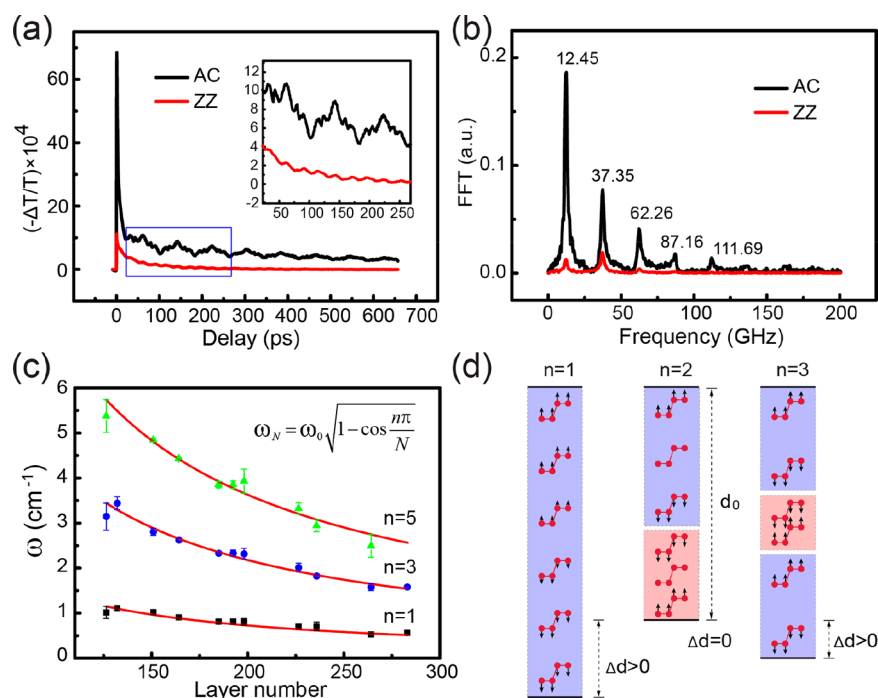 (a)
(-ΔT/T)×10⁴
60
40
20
0
0 100 200 300 400 500 600 700
Delay (ps)
AC
ZZ
12
10
8
6
4
2
0
-2
50 100 150 200 250
(b)
FFT (a.u.)
0.2
0.1
0.0
0 50 100 150 200
Frequency (GHz)
12.45
37.35
62.26
87.16
111.69
AC
ZZ
(c)
ω (cm⁻¹)
6
5
4
3
2
1
0
150 200 250 300
Layer number
ω_N = ω₀√(1-cos(nπ/N))
n=5
n=3
n=1
(d)
n=1 n=2 n=3
d₀
Δd>0
Δd=0
Δd>0